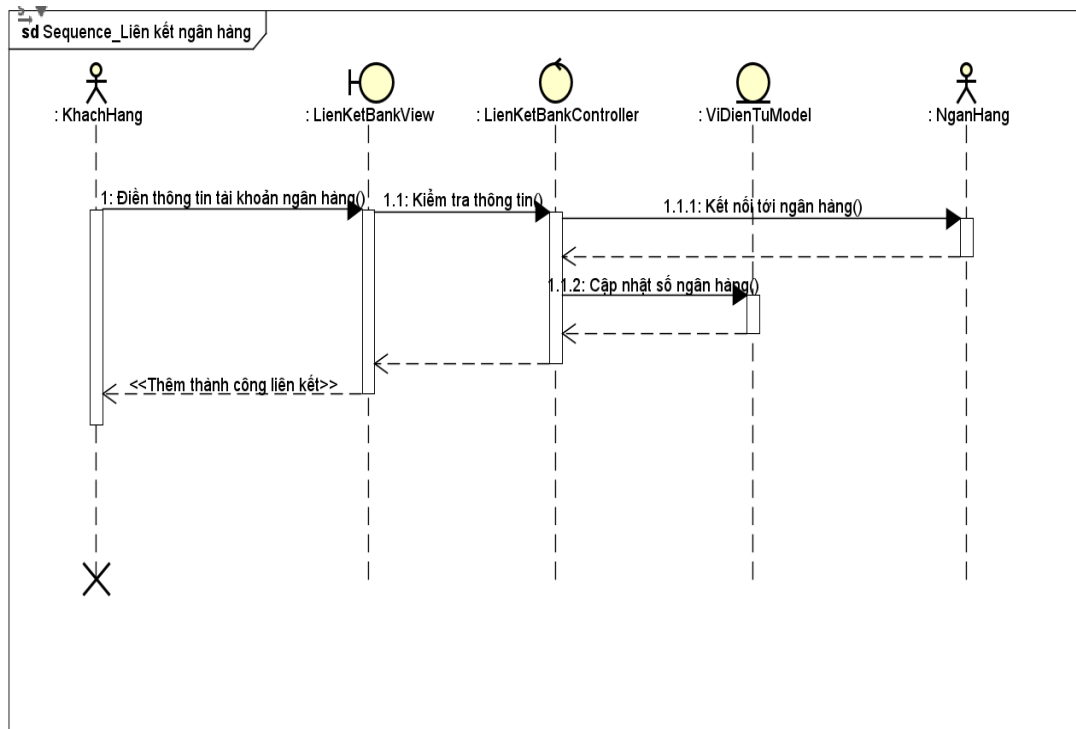 sd Sequence_Liên kết ngân hàng
: KhachHang
: LienKetBankView
: LienKetBankController
: ViDienTuModel
: NganHang
1: Điền thông tin tài khoản ngân hàng()
1.1: Kiểm tra thông tin()
1.1.1: Kết nối tới ngân hàng()
1.1.2: Cập nhật số ngân hàng()
<<Thêm thành công liên kết>>